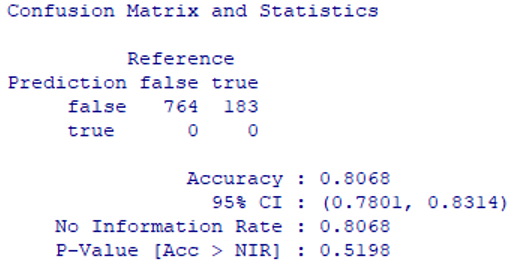 Confusion Matrix and Statistics
Reference
Prediction false true
false 764 183
true 0 0
Accuracy : 0.8068
95% CI : (0.7801, 0.8314)
No Information Rate : 0.8068
P-Value [Acc > NIR] : 0.5198